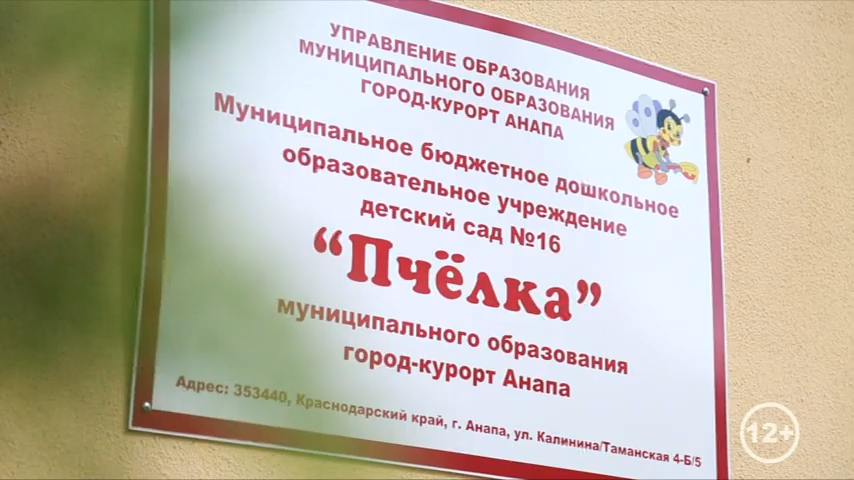 УПРАВЛЕНИЕ ОБРАЗОВАНИЯ
МУНИЦИПАЛЬНОГО ОБРАЗОВАНИЯ
ГОРОД-КУРОРТ АНАПА
Муниципальное бюджетное дошкольное
образовательное учреждение
детский сад №16
“Пчёлка”
муниципального образования
город-курорт Анапа
Адрес: 353440, Краснодарский край, г. Анапа, ул. Калинина/Таманская 4-Б/5
12+